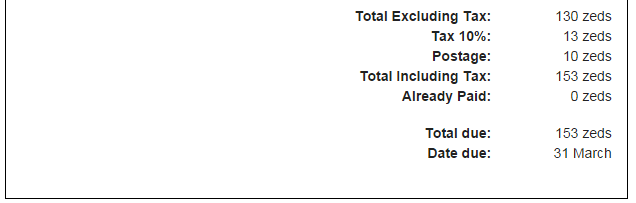 Total Excluding Tax: 130 zeds
Tax 10%: 13 zeds
Postage: 10 zeds
Total Including Tax: 153 zeds
Already Paid: 0 zeds
Total due: 153 zeds
Date due: 31 March